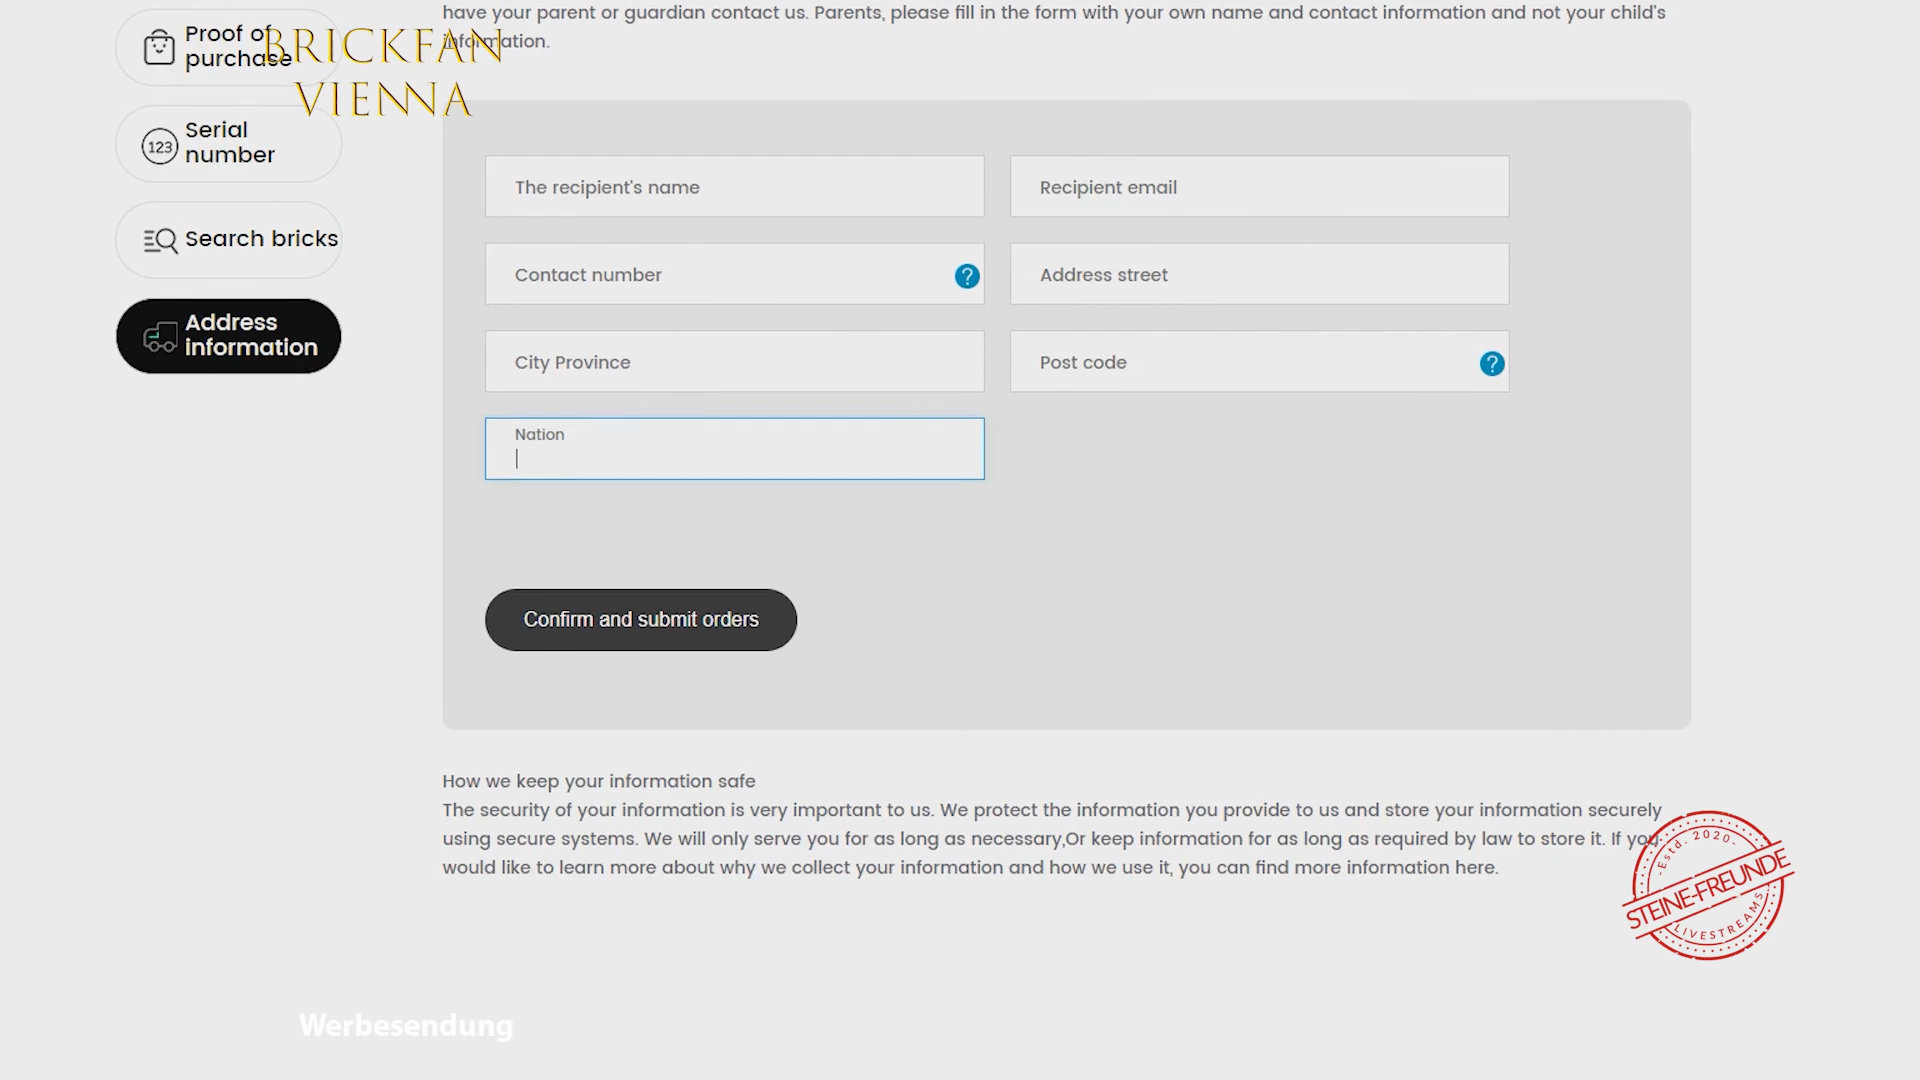 have your parent or guardian contact us. Parents, please fill in the form with your own name and contact information and not your child's
information.
BRICKFAN
VIENNA
Proof of
purchase
123
Serial
number
Search bricks
Address
information
The recipient's name
Recipient email
Contact number
?
Address street
City Province
Post code
?
Nation
Confirm and submit orders
How we keep your information safe
The security of your information is very important to us. We protect the information you provide to us and store your information securely
using secure systems. We will only serve you for as long as necessary,Or keep information for as long as required by law to store it. If you
would like to learn more about why we collect your information and how we use it, you can find more information here.
-Estd. 2020-
STEINE-FREUNDE
LIVESTREAMS
Werbesendung